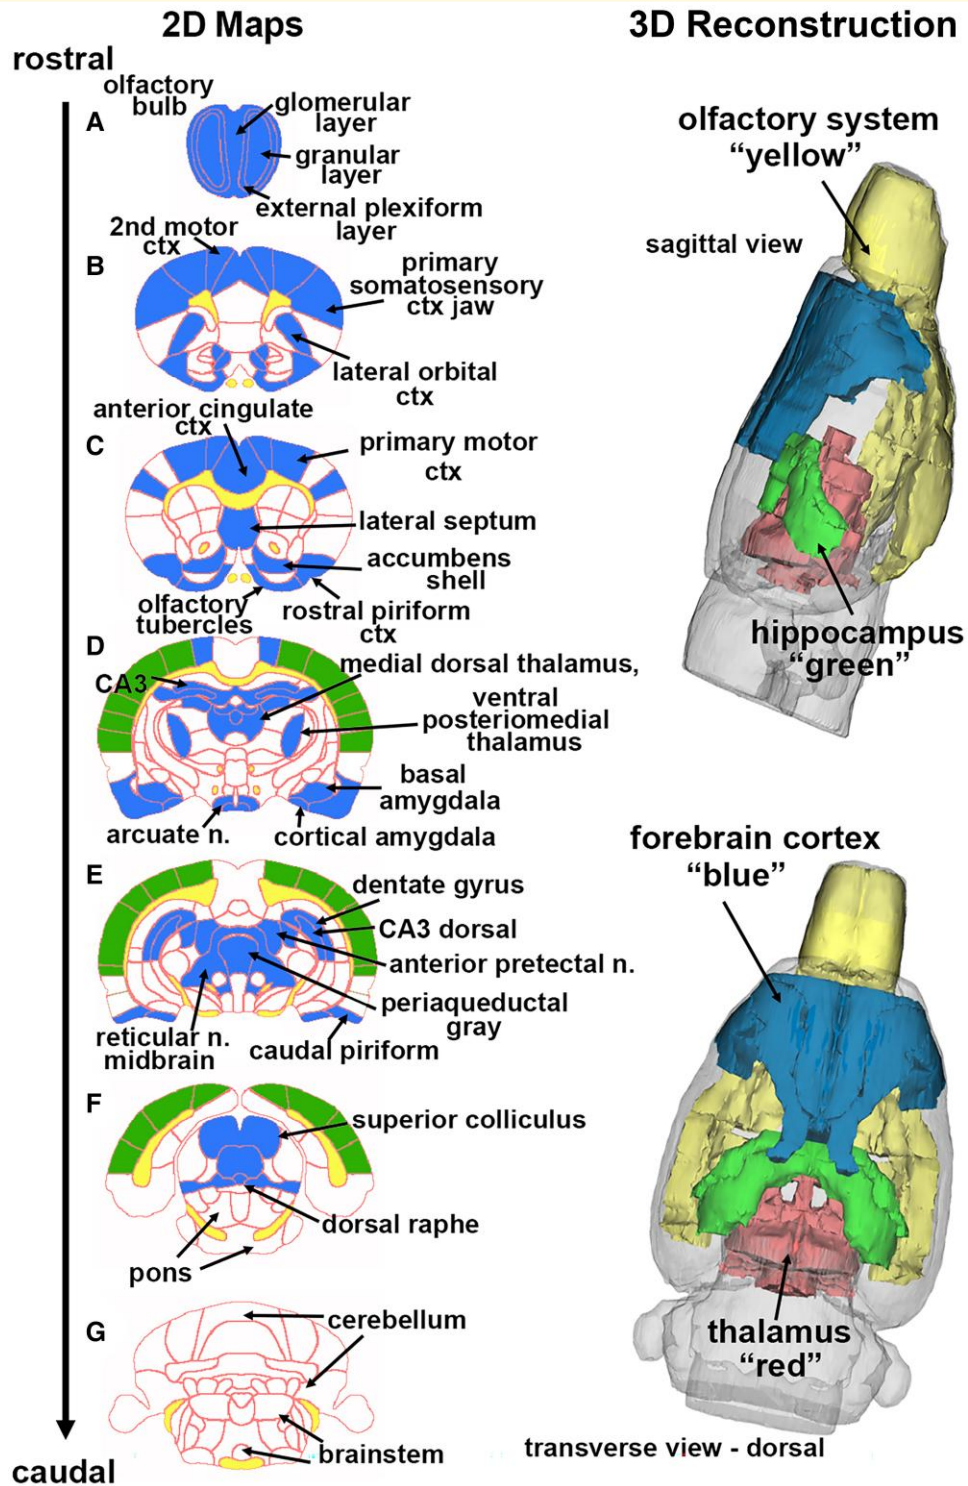 2D Maps
3D Reconstruction
rostral
A
olfactory
bulb
glomerular
layer
granular
layer
external plexiform
layer
B
2nd motor
ctx
primary
somatosensory
ctx jaw
lateral orbital
ctx
anterior cingulate
ctx
C
primary motor
ctx
lateral septum
accumbens
shell
olfactory
tubercles
rostral piriform
ctx
D
CA3
medial dorsal thalamus,
ventral
posteriomedial
thalamus
basal
amygdala
arcuate n.
cortical amygdala
E
dentate gyrus
CA3 dorsal
anterior pretectal n.
periaqueductal
gray
reticular n.
midbrain
caudal piriform
F
superior colliculus
dorsal raphe
pons
G
cerebellum
brainstem
caudal
olfactory system
“yellow”
sagittal view
hippocampus
“green”
forebrain cortex
“blue”
thalamus
“red”
transverse view - dorsal